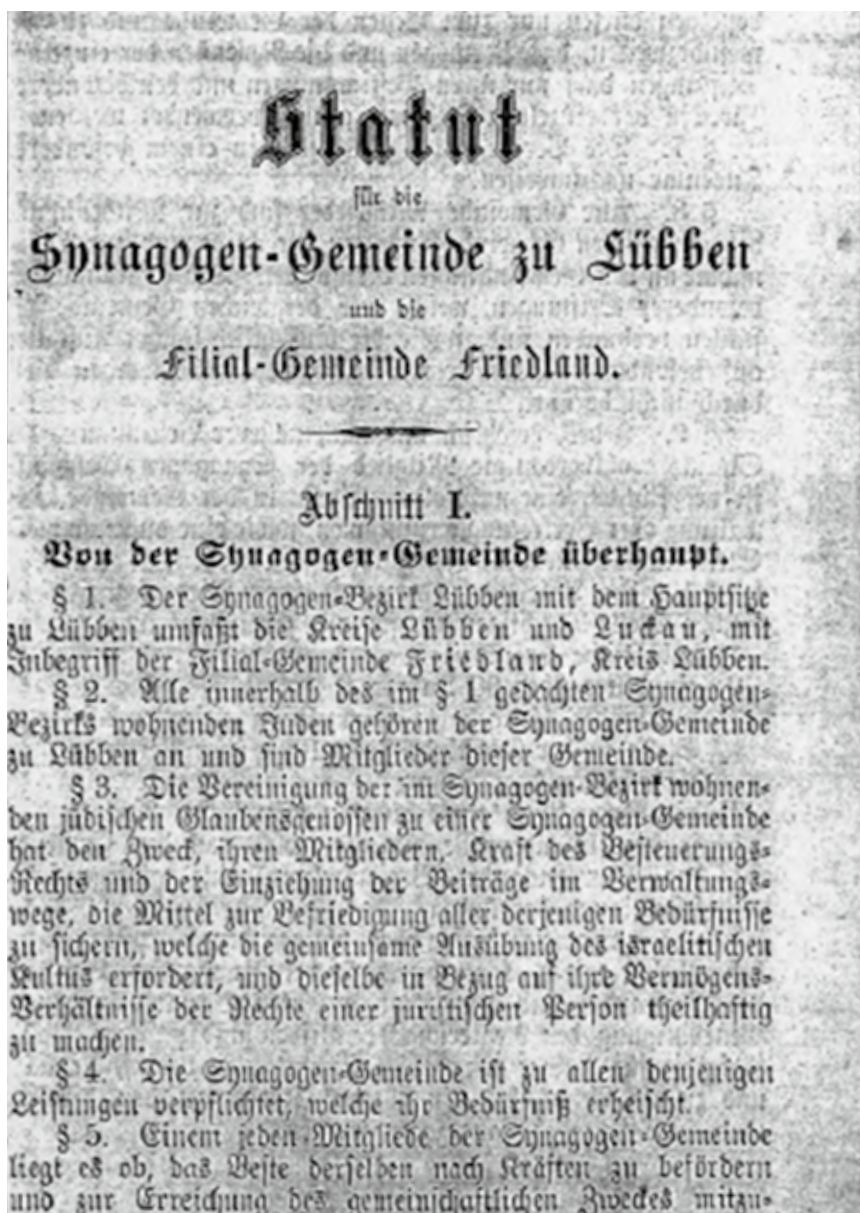 Statut
für die
Synagogen-Gemeinde zu Lübben
und die
Filial-Gemeinde Friedland.
Abschnitt I.
Von der Synagogen-Gemeinde überhaupt.
§ 1. Der Synagogen-Bezirk Lübben mit dem Hauptsitze
zu Lübben umfaßt die Kreise Lübben und Luckau, mit
Inbegriff der Filial-Gemeinde Friedland, Kreis Lübben.
§ 2. Alle innerhalb des im § 1 gedachten Synagogen-
Bezirks wohnenden Juden gehören der Synagogen-Gemeinde
zu Lübben an und sind Mitglieder dieser Gemeinde.
§ 3. Die Vereinigung der im Synagogen-Bezirk wohnen-
den jüdischen Glaubensgenossen zu einer Synagogen-Gemeinde
hat den Zweck, ihren Mitgliedern, Kraft des Besteuerungs-
Rechts und der Einziehung der Beiträge im Verwaltungs-
wege, die Mittel zur Befriedigung aller derjenigen Bedürfnisse
zu sichern, welche die gemeinsame Ausübung des israelitischen
Kultus erfordert, und dieselbe in Bezug auf ihre Vermögens-
Verhältnisse der Rechte einer juristischen Person theilhaftig
zu machen.
§ 4. Die Synagogen-Gemeinde ist zu allen denjenigen
Leistungen verpflichtet, welche ihr Bedürfniß erheischt.
§ 5. Einem jeden Mitgliede der Synagogen-Gemeinde
liegt es ob, das Beste derselben nach Kräften zu befördern
und zur Erreichung des gemeinschaftlichen Zweckes mitzu-